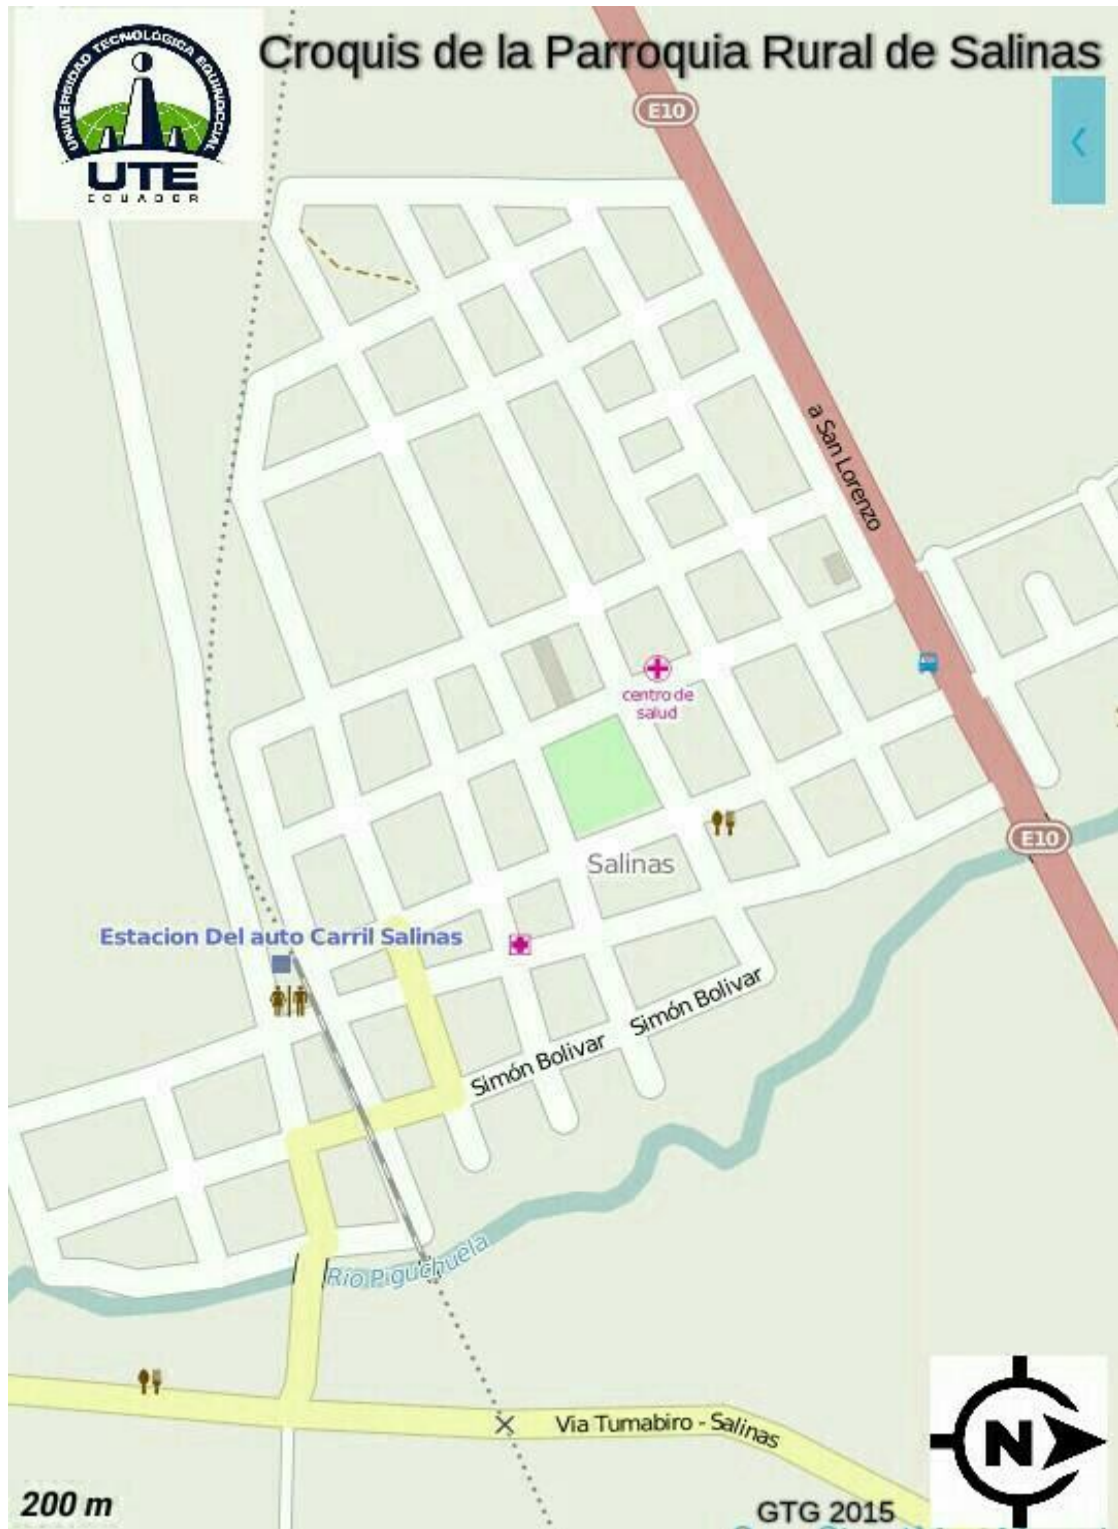 Croquis de la Parroquia Rural de Salinas
UNIVERSIDAD TECNOLÓGICA EQUINOCCIAL
UTE
ECUADOR
E10
a San Lorenzo
centro de
salud
E10
Salinas
Estacion Del auto Carril Salinas
Simón Bolivar
Simón Bolivar
Río Piguchuela
Via Tumabiro - Salinas
N
200 m
GTG 2015